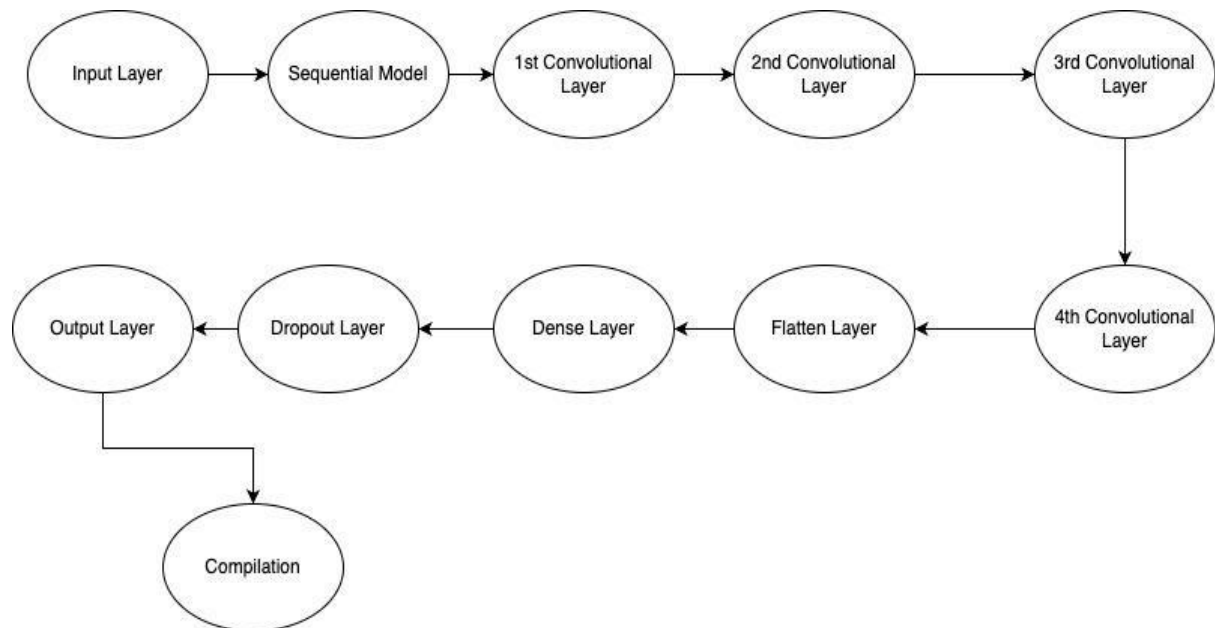 Input Layer
Sequential Model
1st Convolutional
Layer
2nd Convolutional
Layer
3rd Convolutional
Layer
4th Convolutional
Layer
Flatten Layer
Dense Layer
Dropout Layer
Output Layer
Compilation